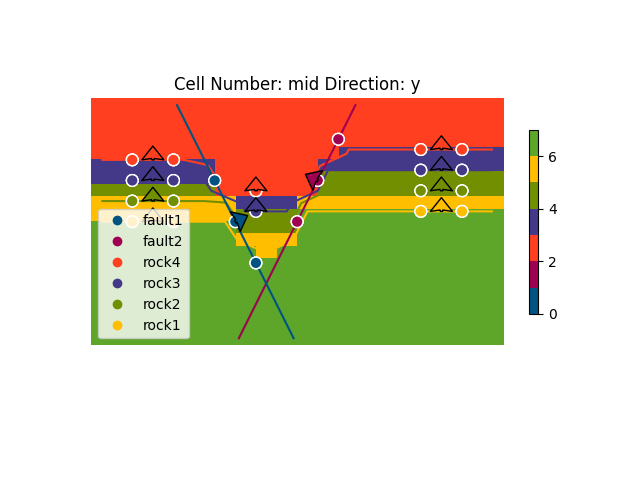 Cell Number: mid Direction: y
fault1
fault2
rock4
rock3
rock2
rock1
6
4
2
0